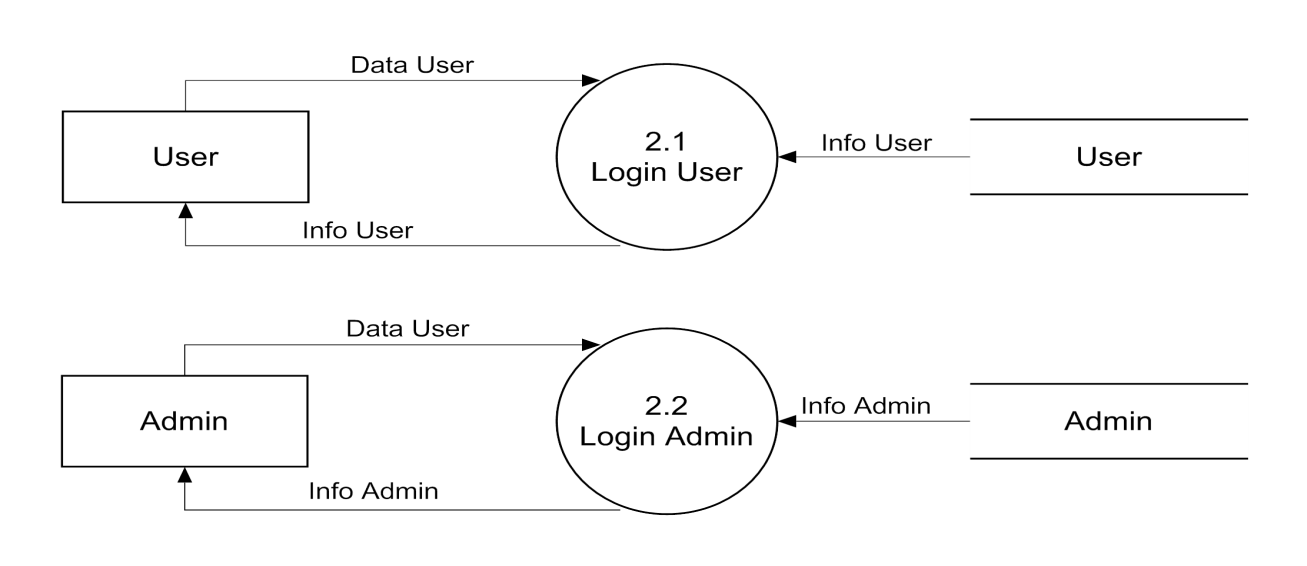 Data User
User
2.1
Login User
Info User
User
Info User
Data User
Admin
2.2
Login Admin
Info Admin
Admin
Info Admin